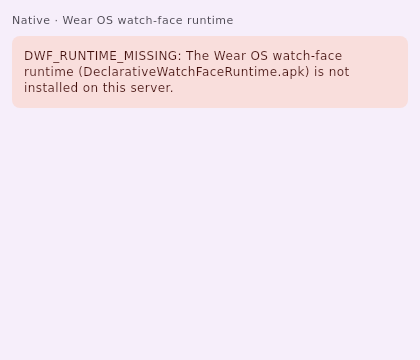 Native · Wear OS watch-face runtime
DWF_RUNTIME_MISSING: The Wear OS watch-face
runtime (DeclarativeWatchFaceRuntime.apk) is not
installed on this server.